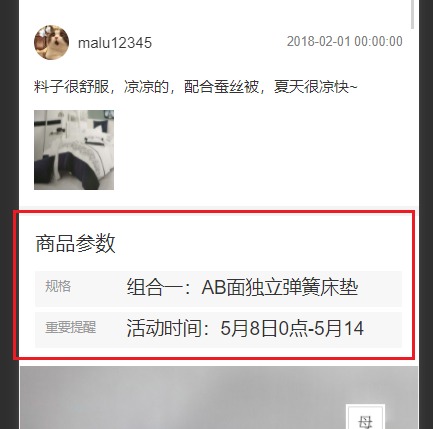 malu12345
2018-02-01 00:00:00
料子很舒服，凉凉的，配合蚕丝被，夏天很凉快~
商品参数
规格
组合一：AB面独立弹簧床垫
重要提醒
活动时间：5月8日0点-5月14
母